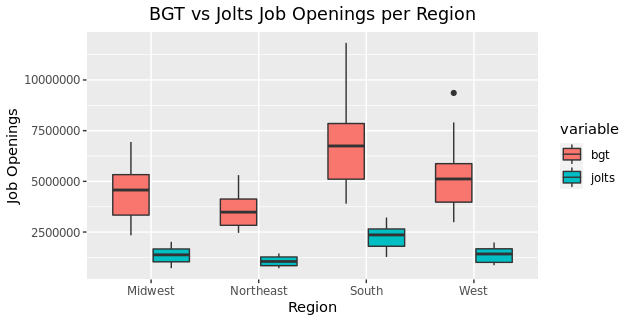 BGT vs Jolts Job Openings per Region
Job Openings
10000000
7500000
5000000
2500000
Midwest
Northeast
South
West
Region
variable
bgt
jolts